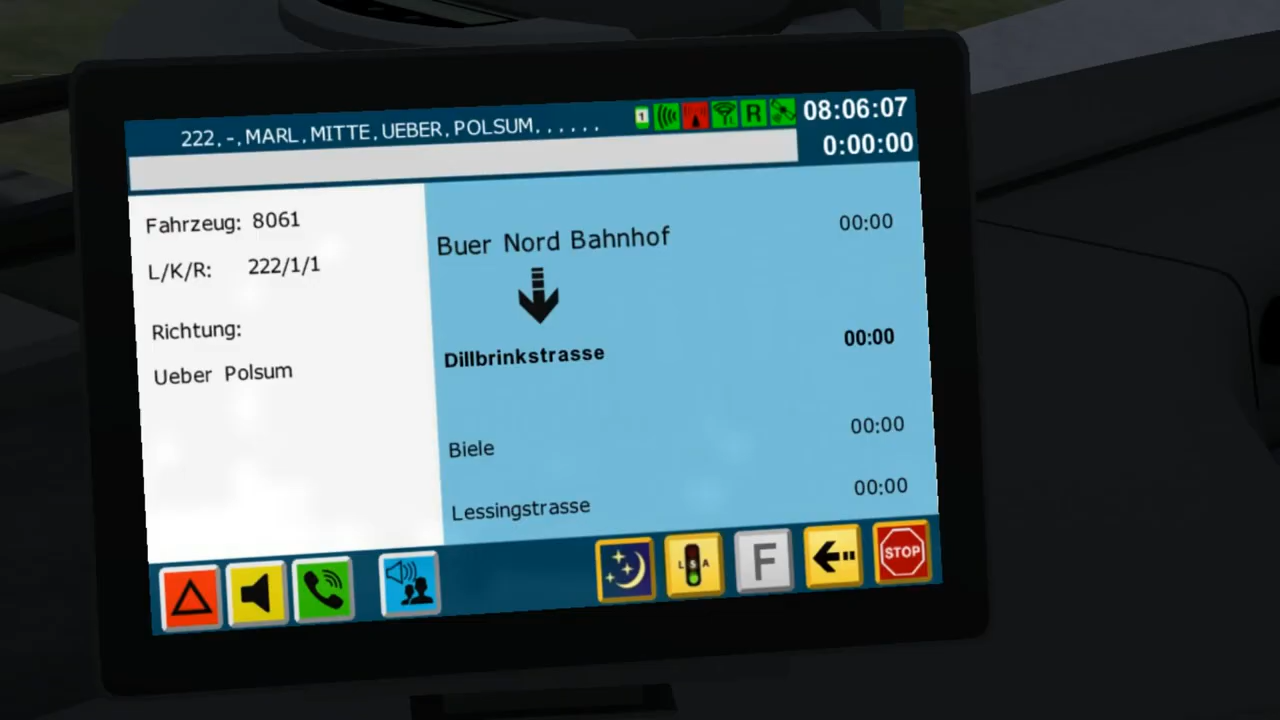 222,-,MARL,MITTE,UEBER,POLSUM,,,,,,
1
R
08:06:07
0:00:00
Fahrzeug: 8061
L/K/R: 222/1/1
Richtung:
Ueber Polsum
Buer Nord Bahnhof 00:00
Dillbrinkstrasse 00:00
Biele 00:00
Lessingstrasse 00:00
L S A
F
STOP